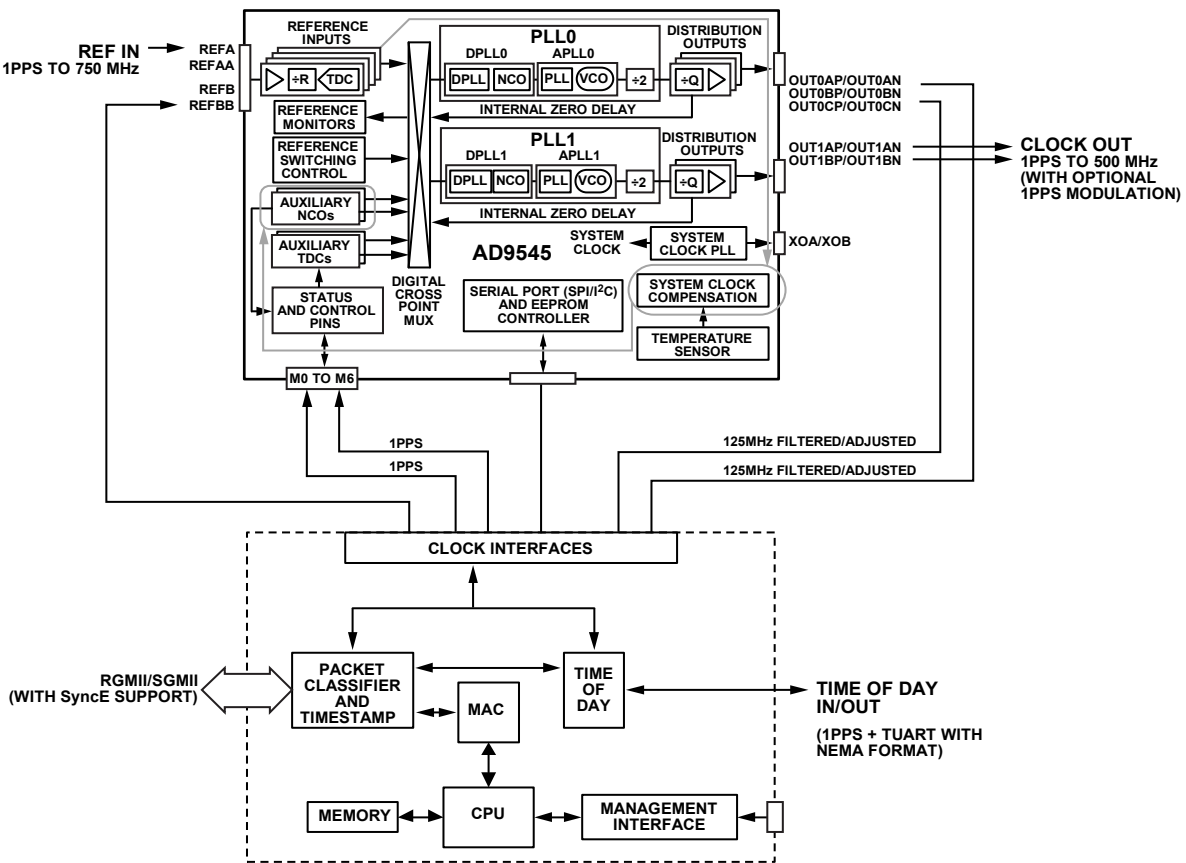 REF IN
1PPS TO 750 MHz
REFA
REFAA
REFB
REFBB
REFERENCE
INPUTS
÷R
TDC
REFERENCE
MONITORS
REFERENCE
SWITCHING
CONTROL
AUXILIARY
NCOs
AUXILIARY
TDCs
STATUS
AND CONTROL
PINS
M0 TO M6
DIGITAL
CROSS
POINT
MUX
PLL0
DPLL0
APLL0
DPLL
NCO
PLL
VCO
÷2
DISTRIBUTION
OUTPUTS
÷Q
INTERNAL ZERO DELAY
PLL1
DPLL1
APLL1
DPLL
NCO
PLL
VCO
÷2
DISTRIBUTION
OUTPUTS
÷Q
INTERNAL ZERO DELAY
AD9545
SYSTEM
CLOCK
SYSTEM
CLOCK PLL
XOA/XOB
SERIAL PORT (SPI/I²C)
AND EEPROM
CONTROLLER
SYSTEM CLOCK
COMPENSATION
TEMPERATURE
SENSOR
OUT0AP/OUT0AN
OUT0BP/OUT0BN
OUT0CP/OUT0CN
OUT1AP/OUT1AN
OUT1BP/OUT1BN
CLOCK OUT
1PPS TO 500 MHz
(WITH OPTIONAL
1PPS MODULATION)
1PPS
1PPS
125MHz FILTERED/ADJUSTED
125MHz FILTERED/ADJUSTED
CLOCK INTERFACES
RGMII/SGMII
(WITH SyncE SUPPORT)
PACKET
CLASSIFIER
AND
TIMESTAMP
MAC
TIME
OF
DAY
TIME OF DAY
IN/OUT
(1PPS + TUART WITH
NEMA FORMAT)
MEMORY
CPU
MANAGEMENT
INTERFACE